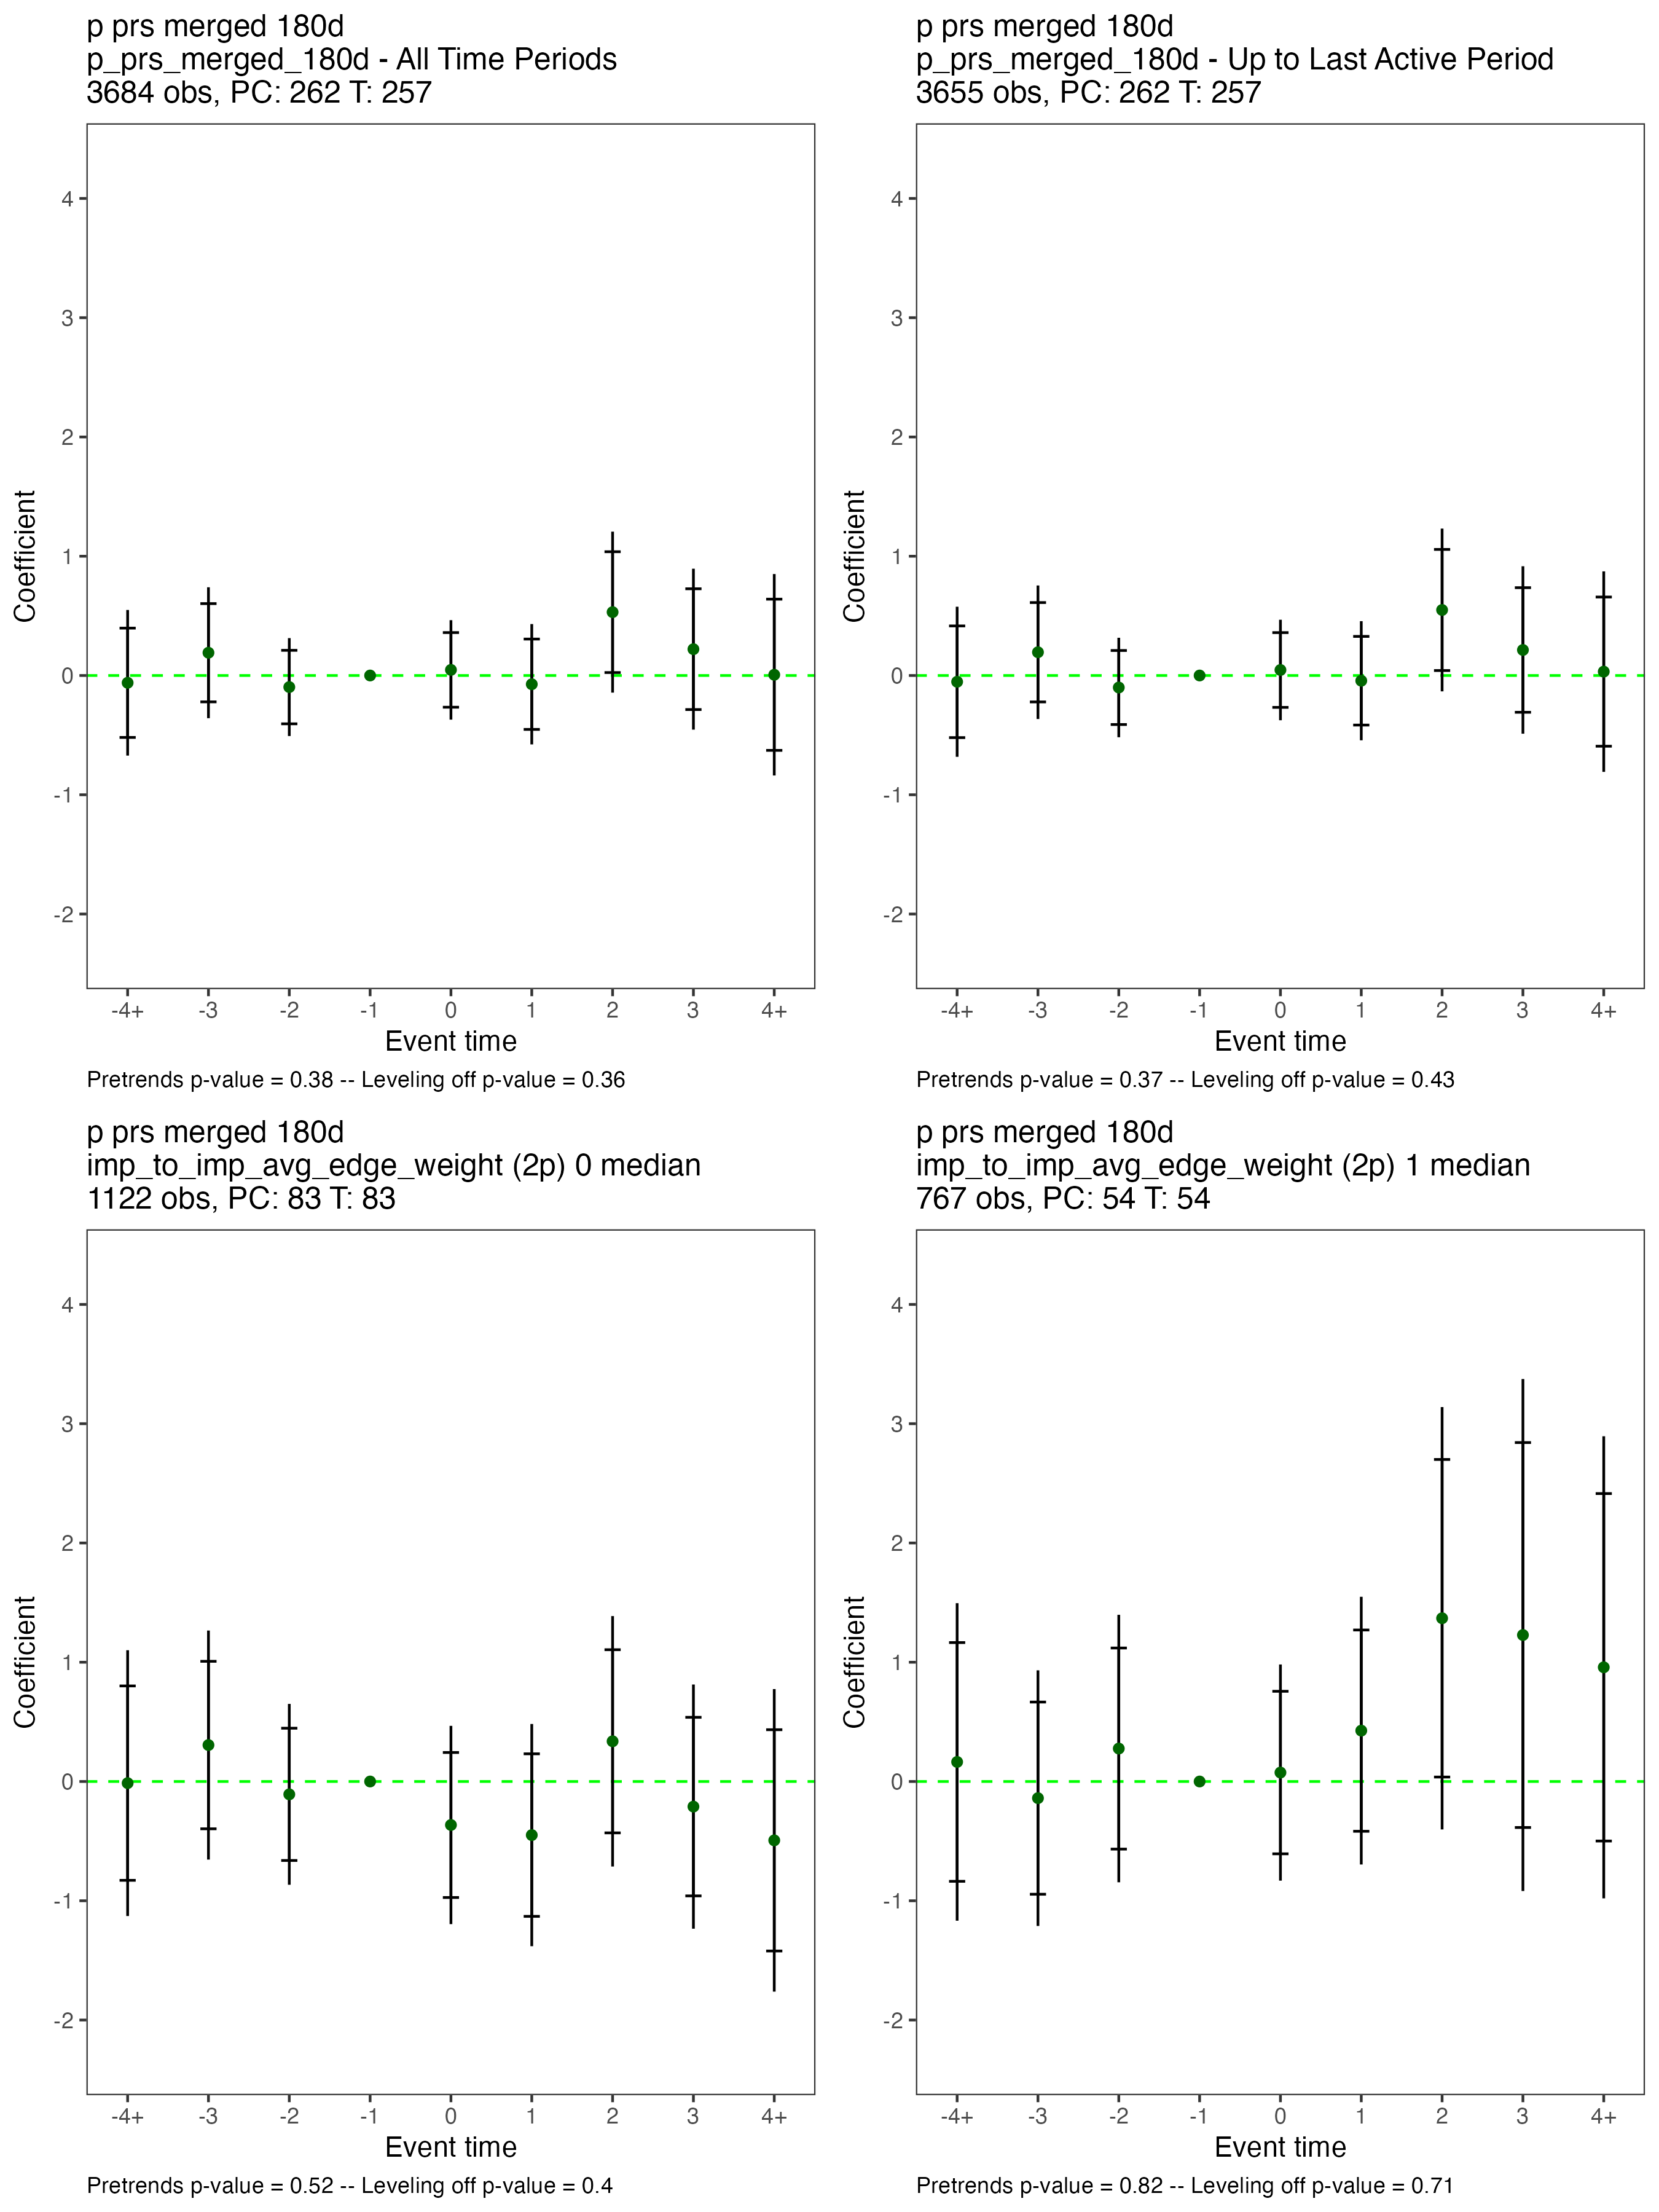 p prs merged 180d
p_prs_merged_180d - All Time Periods
3684 obs, PC: 262 T: 257
4
3
2
1
0
-1
-2
Coefficient
-4+ -3 -2 -1 0 1 2 3 4+
Event time
Pretrends p-value = 0.38 -- Leveling off p-value = 0.36
p prs merged 180d
p_prs_merged_180d - Up to Last Active Period
3655 obs, PC: 262 T: 257
4
3
2
1
0
-1
-2
Coefficient
-4+ -3 -2 -1 0 1 2 3 4+
Event time
Pretrends p-value = 0.37 -- Leveling off p-value = 0.43
p prs merged 180d
imp_to_imp_avg_edge_weight (2p) 0 median
1122 obs, PC: 83 T: 83
4
3
2
1
0
-1
-2
Coefficient
-4+ -3 -2 -1 0 1 2 3 4+
Event time
Pretrends p-value = 0.52 -- Leveling off p-value = 0.4
p prs merged 180d
imp_to_imp_avg_edge_weight (2p) 1 median
767 obs, PC: 54 T: 54
4
3
2
1
0
-1
-2
Coefficient
-4+ -3 -2 -1 0 1 2 3 4+
Event time
Pretrends p-value = 0.82 -- Leveling off p-value = 0.71